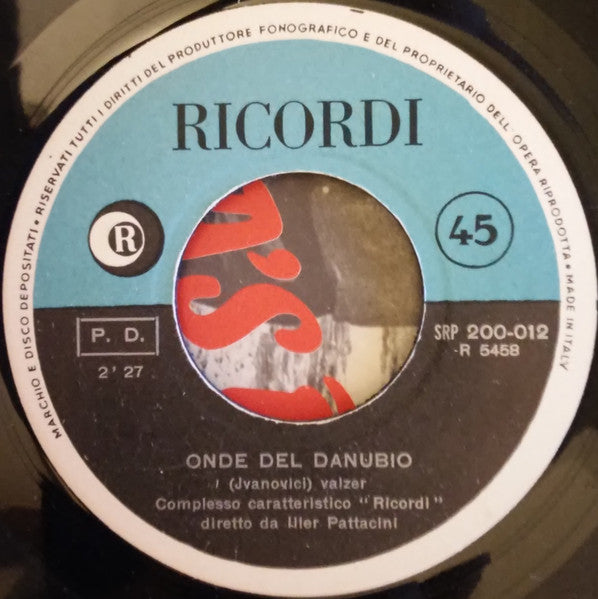 MARCHIO E DISCO DEPOSITATI • RISERVATI TUTTI I DIRITTI DEL PRODUTTORE FONOGRAFICO E DEL PROPRIETARIO DELL'OPERA RIPRODOTTA • MADE IN ITALY
RICORDI
R
45
P. D.
2' 27
SRP 200-012
-R 5458
ONDE DEL DANUBIO
(Jvanovici) valzer
Complesso caratteristico "Ricordi"
diretto da Iller Pattacini